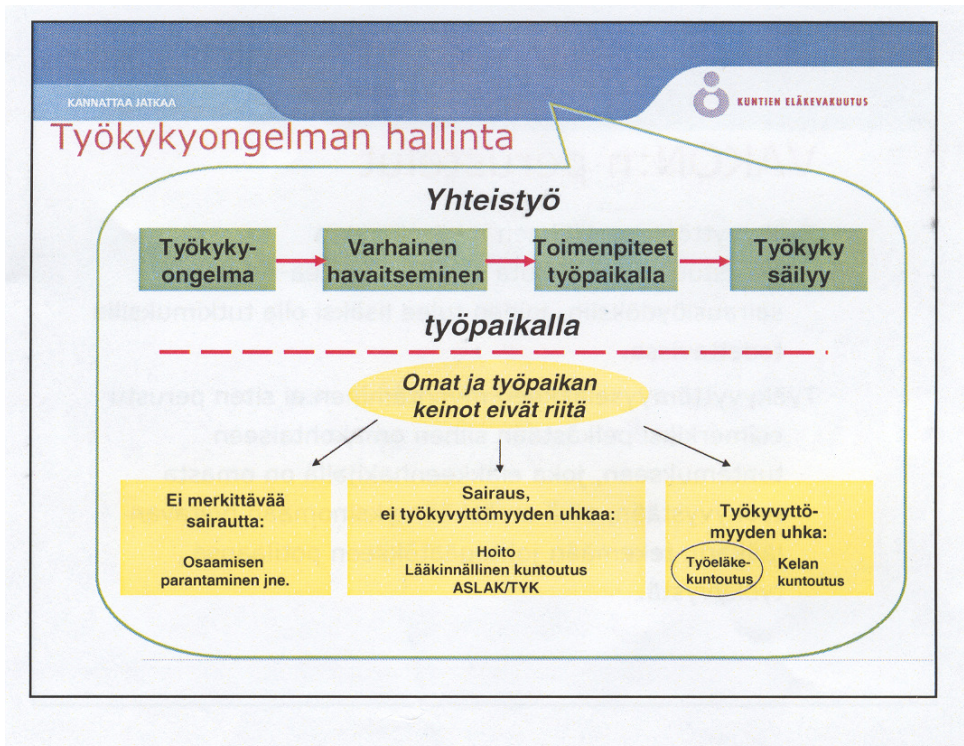 KANNATTAA JATKAA
KUNTIEN ELÄKEVAKUUTUS
Työkykyongelman hallinta
Yhteistyö
Työkyky-
ongelma
Varhainen
havaitseminen
Toimenpiteet
työpaikalla
Työkyky
säilyy
työpaikalla
Omat ja työpaikan
keinot eivät riitä
Ei merkittävää
sairautta:
Osaamisen
parantaminen jne.
Sairaus,
ei työkyvyttömyyden uhkaa:
Hoito
Lääkinnällinen kuntoutus
ASLAK/TYK
Työkyvyttö-
myyden uhka:
Työeläke-
kuntoutus
Kelan
kuntoutus